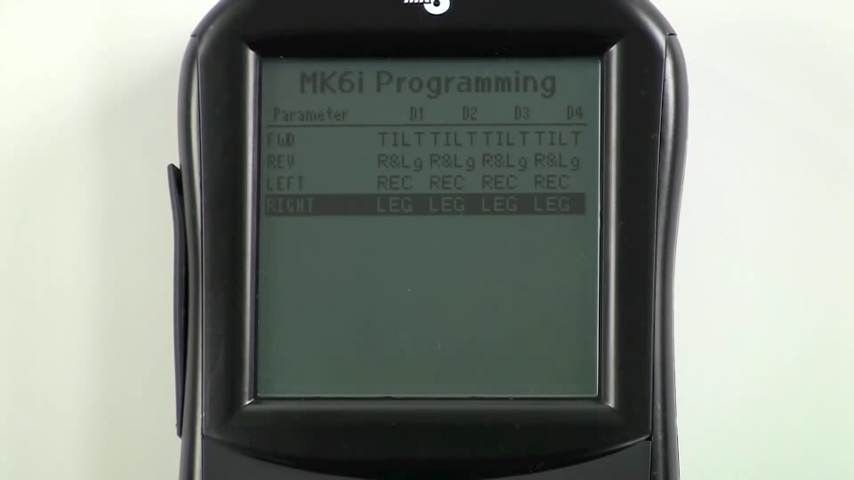 MK6i Programming
Parameter D1 D2 D3 D4
FWD TILT TILT TILT TILT
REV R&Lg R&Lg R&Lg R&Lg
LEFT REC REC REC REC
RIGHT LEG LEG LEG LEG